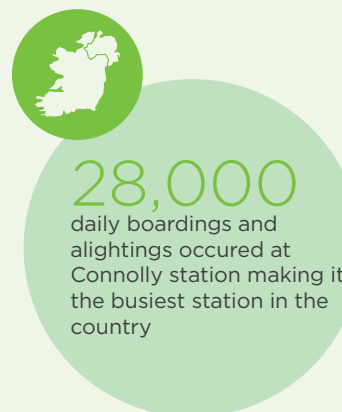 28,000
daily boardings and
alightings occured at
Connolly station making it
the busiest station in the
country